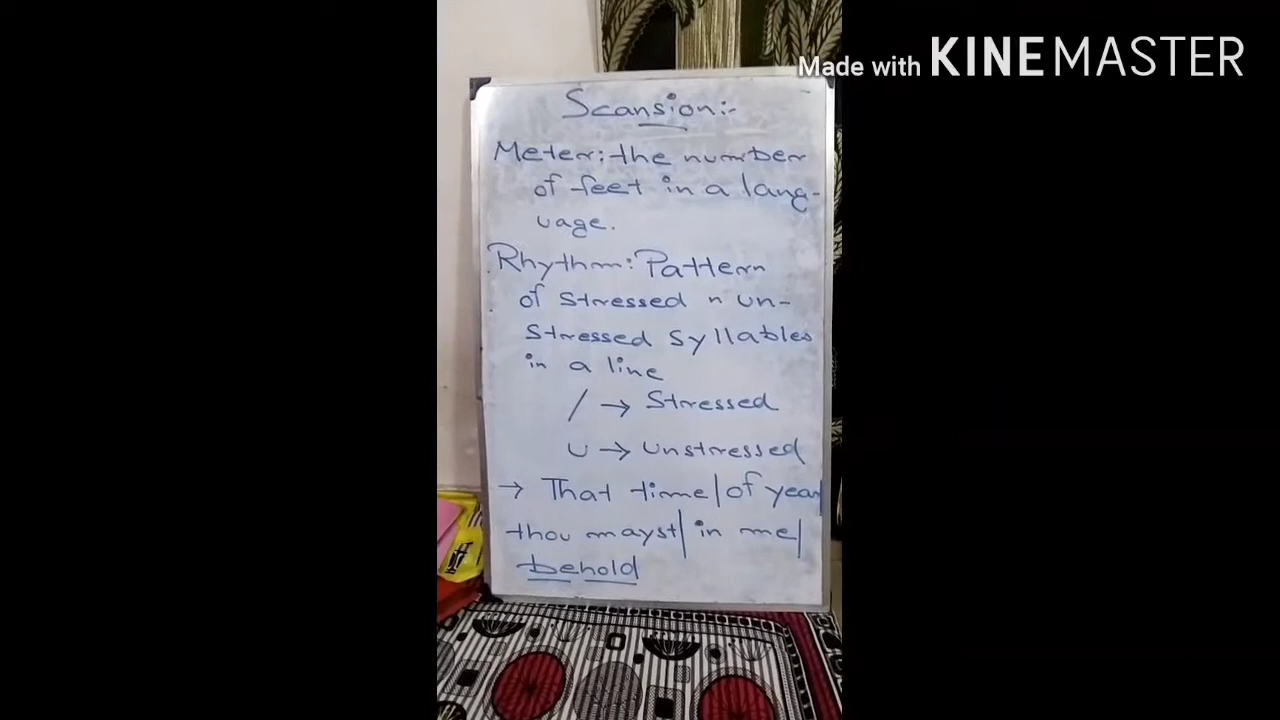 Made with KINEMASTER
Scansion:-
Meter: the number
of feet in a lang-
uage.
Rhythm: Pattern
of stressed n un-
stressed syllables
in a line
/ → Stressed
∪ → Unstressed
→ That time/of year/
thou mayst/in me/
behold